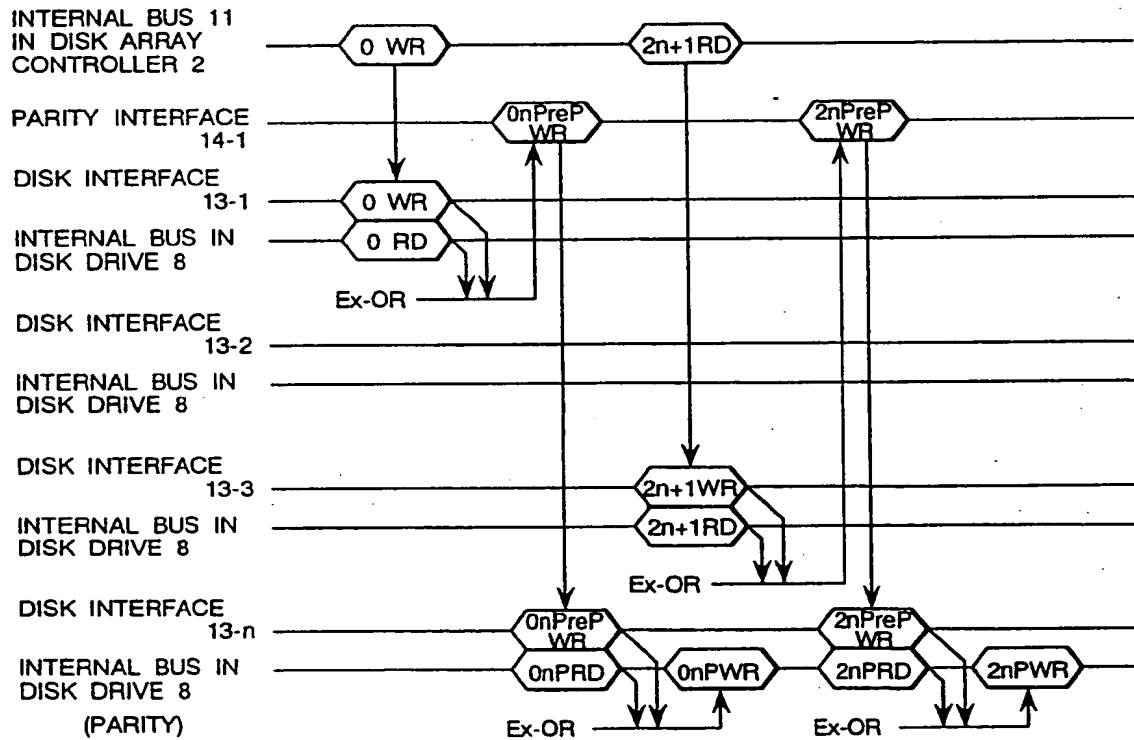 INTERNAL BUS 11
IN DISK ARRAY
CONTROLLER 2
0 WR
2n+1RD
PARITY INTERFACE
14-1
0nPreP
WR
2nPreP
WR
DISK INTERFACE
13-1
0 WR
INTERNAL BUS IN
DISK DRIVE 8
0 RD
Ex-OR
DISK INTERFACE
13-2
INTERNAL BUS IN
DISK DRIVE 8
DISK INTERFACE
13-3
2n+1WR
INTERNAL BUS IN
DISK DRIVE 8
2n+1RD
Ex-OR
DISK INTERFACE
13-n
0nPreP
WR
2nPreP
WR
INTERNAL BUS IN
DISK DRIVE 8
(PARITY)
0nPRD
0nPWR
2nPRD
2nPWR
Ex-OR
Ex-OR